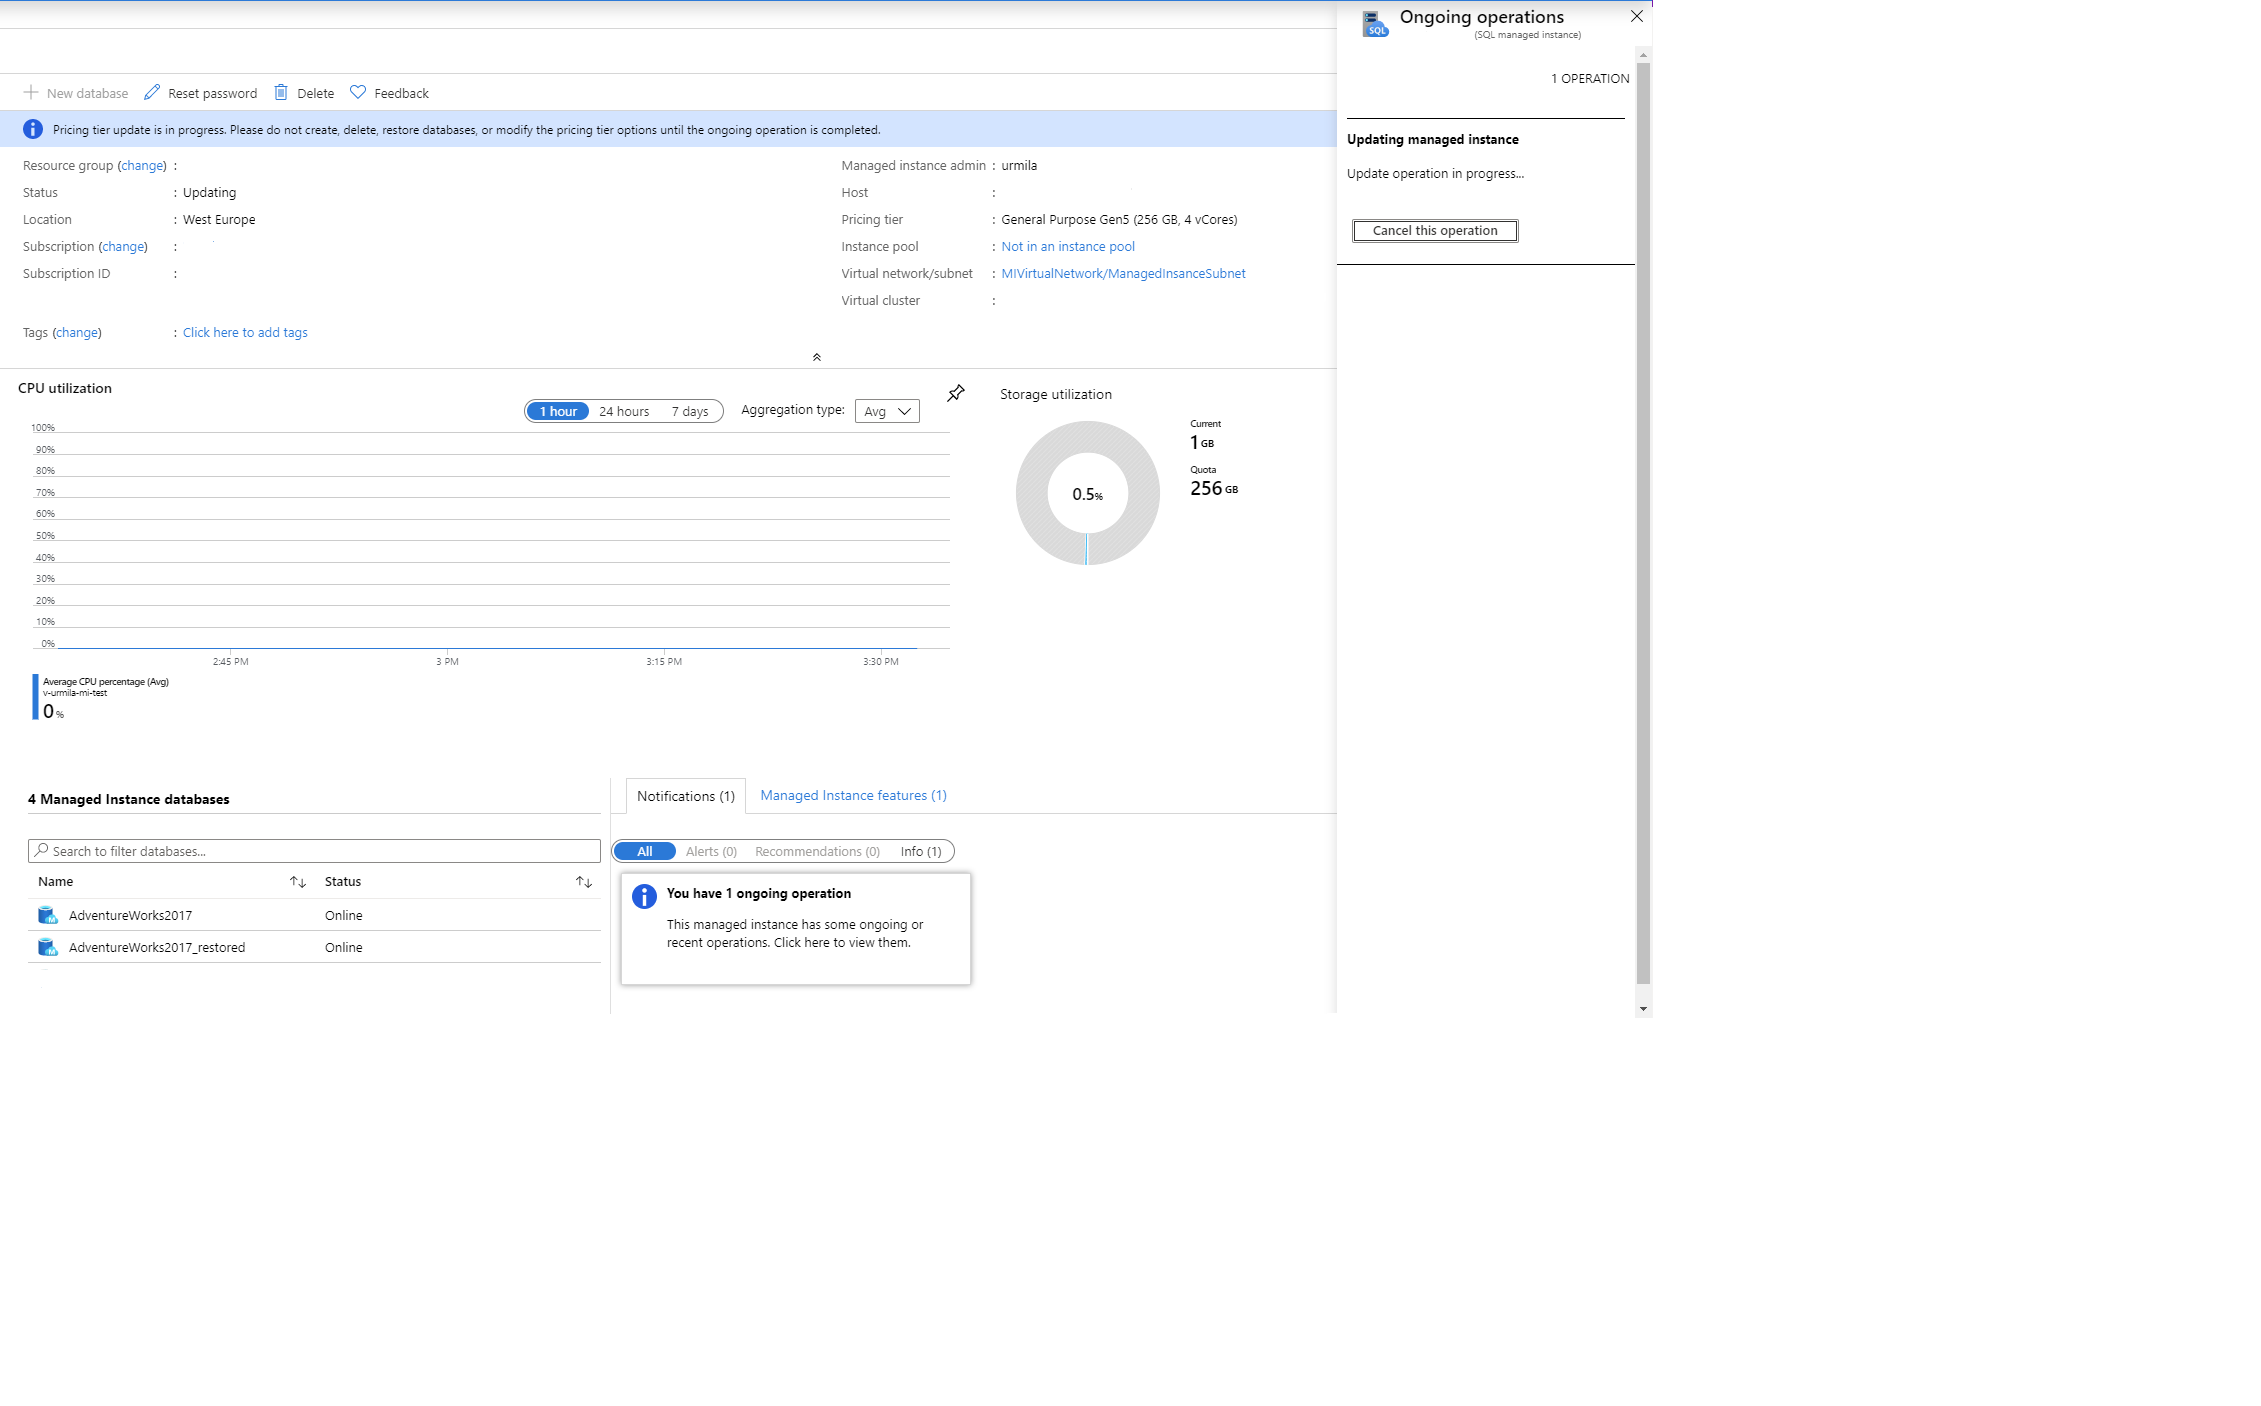 New database Reset password Delete Feedback
Pricing tier update is in progress. Please do not create, delete, restore databases, or modify the pricing tier options until the ongoing operation is completed.
Resource group (change) :
Status : Updating
Location : West Europe
Subscription (change) :
Subscription ID :
Tags (change) : Click here to add tags
Managed instance admin : urmila
Host :
Pricing tier : General Purpose Gen5 (256 GB, 4 vCores)
Instance pool : Not in an instance pool
Virtual network/subnet : MIVirtualNetwork/ManagedInsanceSubnet
Virtual cluster :
CPU utilization
1 hour 24 hours 7 days Aggregation type: Avg
100%
90%
80%
70%
60%
50%
40%
30%
20%
10%
0%
2:45 PM 3 PM 3:15 PM 3:30 PM
Average CPU percentage (Avg)
v-urmila-mi-test
0 %
Storage utilization
0.5%
Current
1 GB
Quota
256 GB
4 Managed Instance databases
Search to filter databases...
Name Status
AdventureWorks2017 Online
AdventureWorks2017_restored Online
Notifications (1) Managed Instance features (1)
All Alerts (0) Recommendations (0) Info (1)
You have 1 ongoing operation
This managed instance has some ongoing or
recent operations. Click here to view them.
Ongoing operations
(SQL managed instance)
SQL
1 OPERATION
Updating managed instance
Update operation in progress...
Cancel this operation